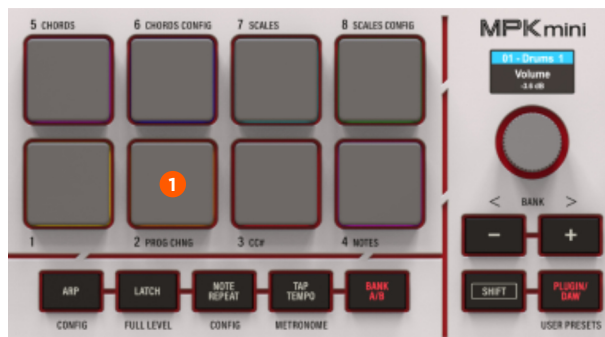 5 CHORDS
6 CHORDS CONFIG
7 SCALES
8 SCALES CONFIG
MPK mini
01 - Drums 1
Volume
-3.6 dB
1
< BANK >
- +
1
2 PROG CHNG
3 CC#
4 NOTES
ARP
LATCH
NOTE
REPEAT
TAP
TEMPO
BANK
A/B
SHIFT
PLUGIN/
DAW
CONFIG
FULL LEVEL
CONFIG
METRONOME
USER PRESETS